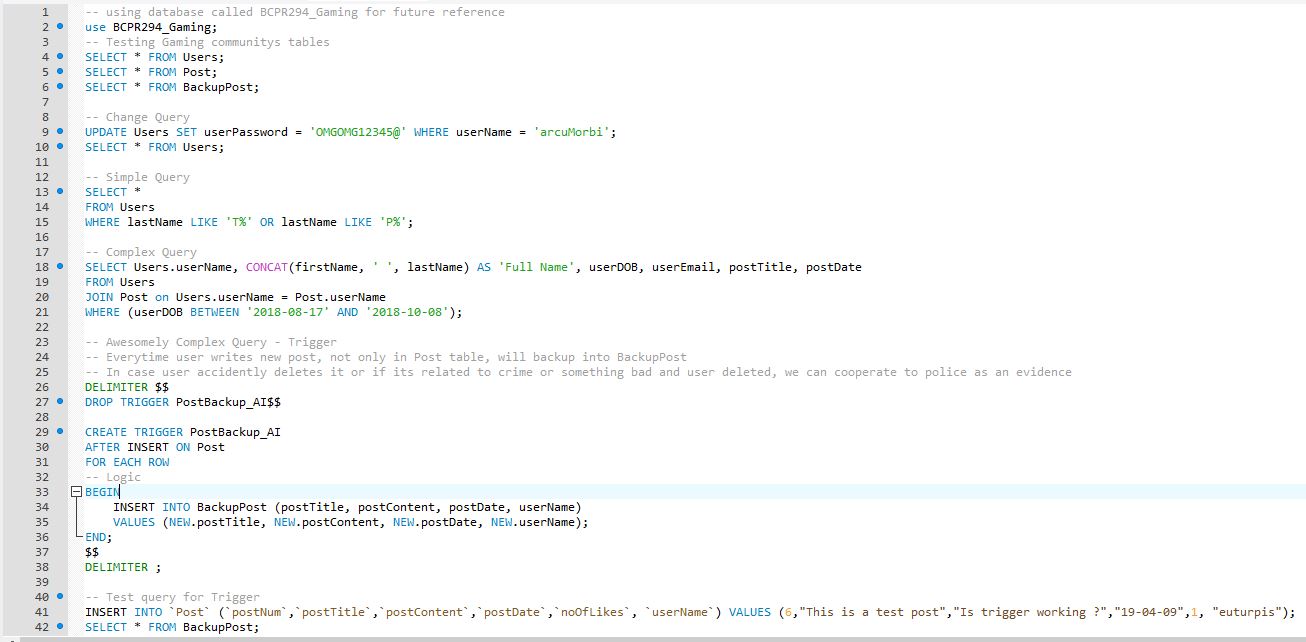 1 -- using database called BCPR294_Gaming for future reference
2 use BCPR294_Gaming;
3 -- Testing Gaming communitys tables
4 SELECT * FROM Users;
5 SELECT * FROM Post;
6 SELECT * FROM BackupPost;
7
8 -- Change Query
9 UPDATE Users SET userPassword = 'OMGOMG12345@' WHERE userName = 'arcuMorbi';
10 SELECT * FROM Users;
11
12 -- Simple Query
13 SELECT *
14 FROM Users
15 WHERE lastName LIKE 'T%' OR lastName LIKE 'P%';
16
17 -- Complex Query
18 SELECT Users.userName, CONCAT(firstName, ' ', lastName) AS 'Full Name', userDOB, userEmail, postTitle, postDate
19 FROM Users
20 JOIN Post on Users.userName = Post.userName
21 WHERE (userDOB BETWEEN '2018-08-17' AND '2018-10-08');
22
23 -- Awesomely Complex Query - Trigger
24 -- Everytime user writes new post, not only in Post table, will backup into BackupPost
25 -- In case user accidently deletes it or if its related to crime or something bad and user deleted, we can cooperate to police as an evidence
26 DELIMITER $$
27 DROP TRIGGER PostBackup_AI$$
28
29 CREATE TRIGGER PostBackup_AI
30 AFTER INSERT ON Post
31 FOR EACH ROW
32 -- Logic
33 BEGIN
34 INSERT INTO BackupPost (postTitle, postContent, postDate, userName)
35 VALUES (NEW.postTitle, NEW.postContent, NEW.postDate, NEW.userName);
36 END;
37 $$
38 DELIMITER ;
39
40 -- Test query for Trigger
41 INSERT INTO `Post` (`postNum`,`postTitle`,`postContent`,`postDate`,`noOfLikes`, `userName`) VALUES (6,"This is a test post","Is trigger working ?","19-04-09",1, "euturpis");
42 SELECT * FROM BackupPost;